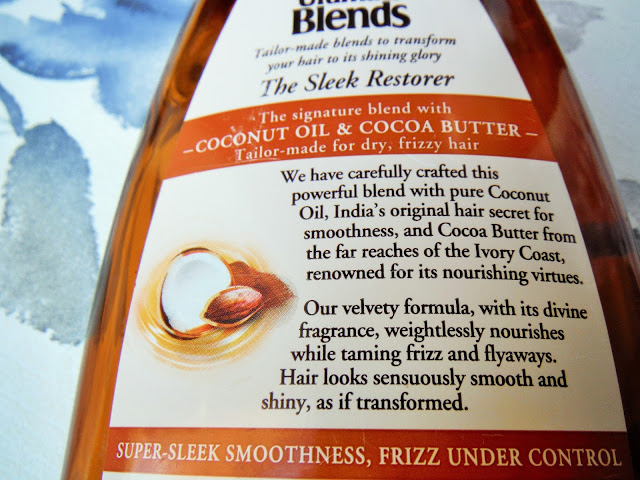 Blends
Tailor-made blends to transform
your hair to its shining glory
The Sleek Restorer
The signature blend with
–COCONUT OIL & COCOA BUTTER–
Tailor-made for dry, frizzy hair
We have carefully crafted this
powerful blend with pure Coconut
Oil, India's original hair secret for
smoothness, and Cocoa Butter from
the far reaches of the Ivory Coast,
renowned for its nourishing virtues.
Our velvety formula, with its divine
fragrance, weightlessly nourishes
while taming frizz and flyaways.
Hair looks sensuously smooth and
shiny, as if transformed.
SUPER-SLEEK SMOOTHNESS, FRIZZ UNDER CONTROL